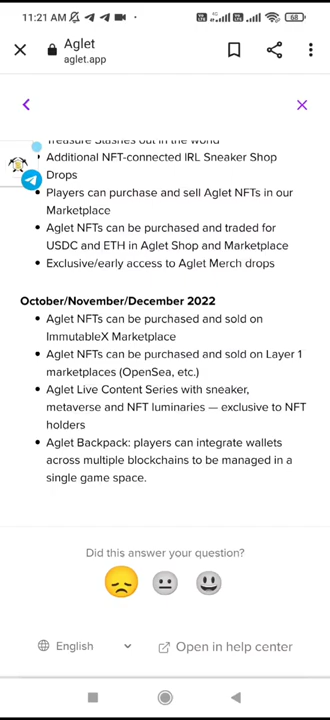 11:21 AM
68
Aglet
aglet.app
Treasure Stashes out in the world
Additional NFT-connected IRL Sneaker Shop
Drops
Players can purchase and sell Aglet NFTs in our
Marketplace
Aglet NFTs can be purchased and traded for
USDC and ETH in Aglet Shop and Marketplace
Exclusive/early access to Aglet Merch drops
October/November/December 2022
Aglet NFTs can be purchased and sold on
ImmutableX Marketplace
Aglet NFTs can be purchased and sold on Layer 1
marketplaces (OpenSea, etc.)
Aglet Live Content Series with sneaker,
metaverse and NFT luminaries — exclusive to NFT
holders
Aglet Backpack: players can integrate wallets
across multiple blockchains to be managed in a
single game space.
Did this answer your question?
English
Open in help center